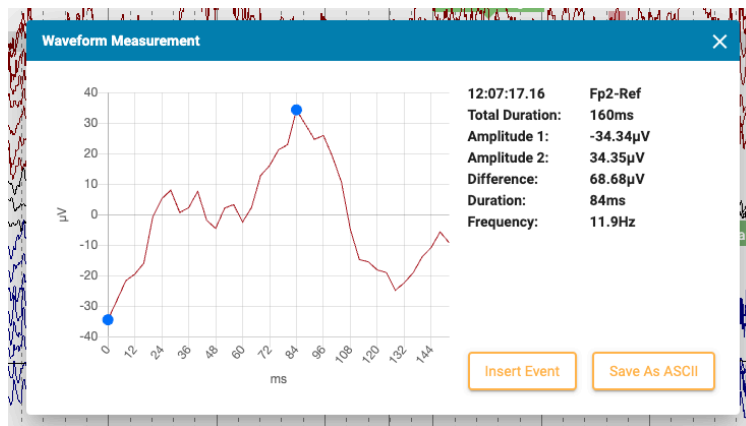 Waveform Measurement
40
30
20
10
0
-10
-20
-30
-40
µV
0 12 24 36 48 60 72 84 96 108 120 132 144
ms
12:07:17.16 Fp2-Ref
Total Duration: 160ms
Amplitude 1: -34.34µV
Amplitude 2: 34.35µV
Difference: 68.68µV
Duration: 84ms
Frequency: 11.9Hz
Insert Event Save As ASCII